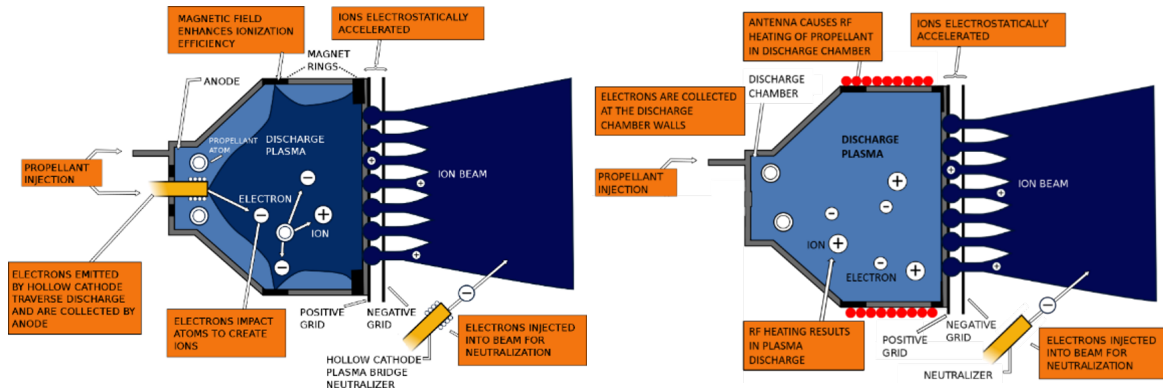 MAGNETIC FIELD
ENHANCES IONIZATION
EFFICIENCY
IONS ELECTROSTATICALLY
ACCELERATED
MAGNET
RINGS
ANODE
PROPELLANT
ATOM
DISCHARGE
PLASMA
PROPELLANT
INJECTION
ELECTRON
ION
ION BEAM
ELECTRONS EMITTED
BY HOLLOW CATHODE
TRAVERSE DISCHARGE
AND ARE COLLECTED BY
ANODE
ELECTRONS IMPACT
ATOMS TO CREATE
IONS
POSITIVE
GRID
NEGATIVE
GRID
HOLLOW CATHODE
PLASMA BRIDGE
NEUTRALIZER
ELECTRONS INJECTED
INTO BEAM FOR
NEUTRALIZATION
ANTENNA CAUSES RF
HEATING OF PROPELLANT
IN DISCHARGE CHAMBER
IONS ELECTROSTATICALLY
ACCELERATED
DISCHARGE
CHAMBER
ELECTRONS ARE COLLECTED
AT THE DISCHARGE
CHAMBER WALLS
DISCHARGE
PLASMA
PROPELLANT
INJECTION
ION BEAM
ION
ELECTRON
RF HEATING RESULTS
IN PLASMA
DISCHARGE
POSITIVE
GRID
NEGATIVE
GRID
NEUTRALIZER
ELECTRONS INJECTED
INTO BEAM FOR
NEUTRALIZATION